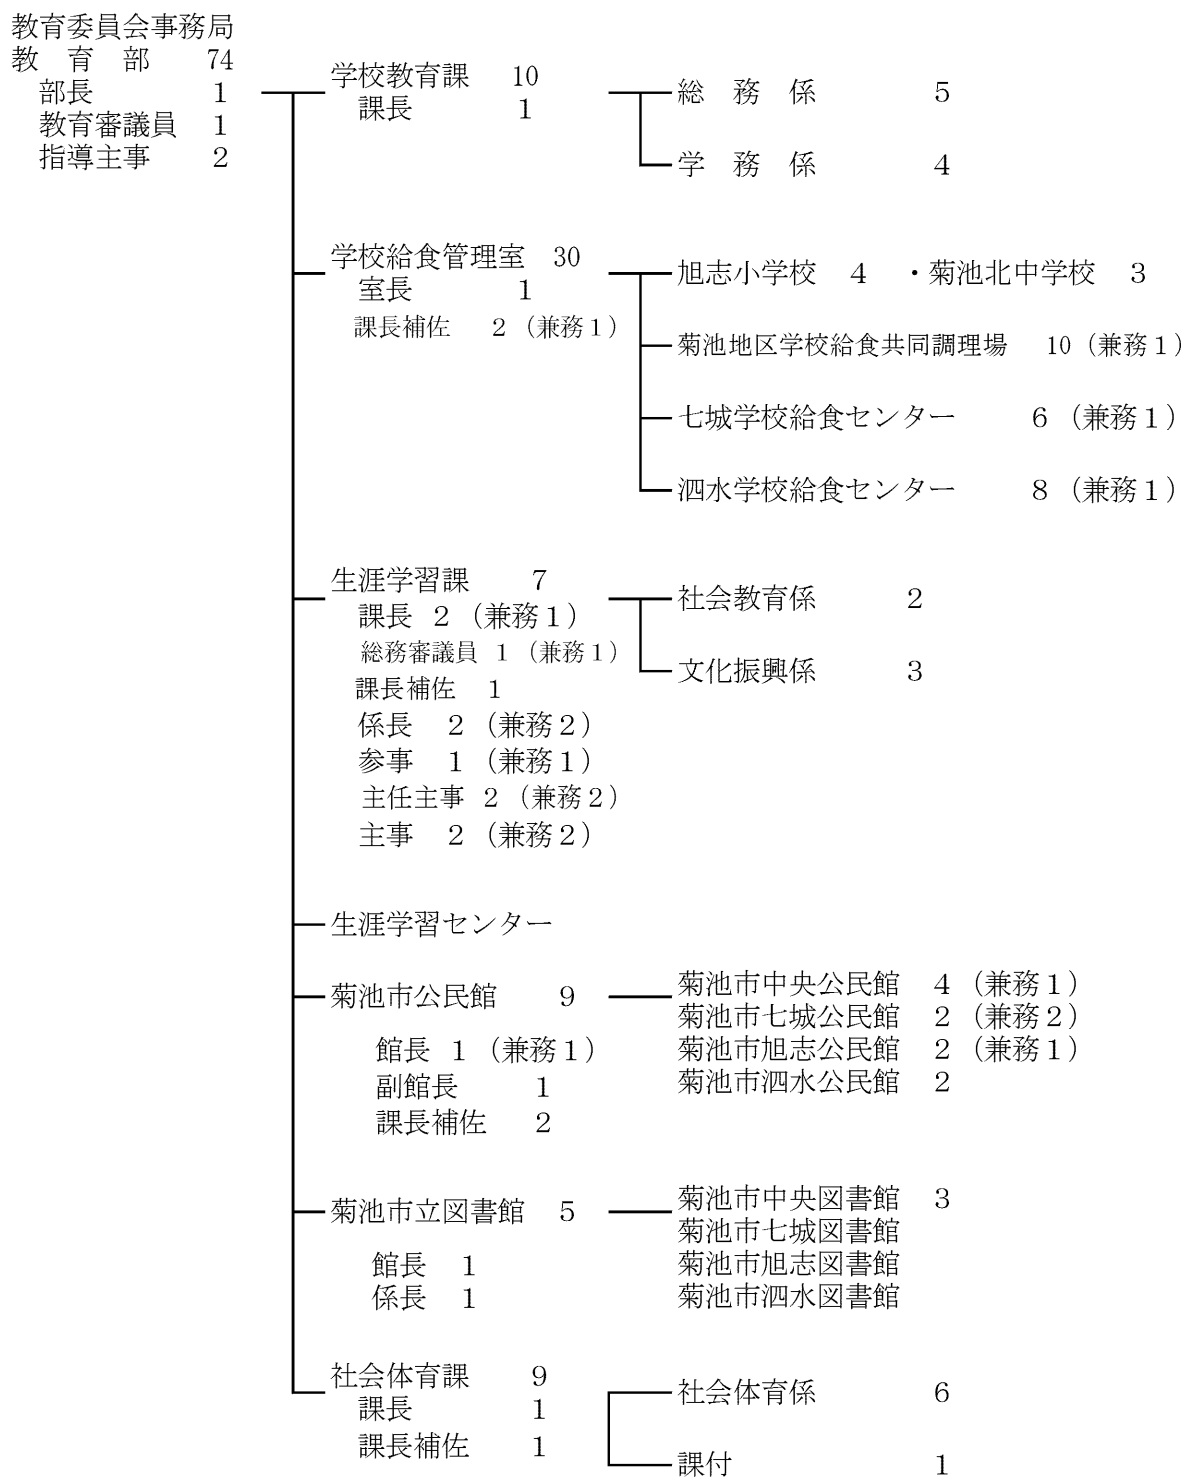 教育委員会事務局
教　育　部　　74
部長　　　　1
教育審議員　1
指導主事　　2
学校教育課　10
課長　　　　1
総　務　係　　　　5
学　務　係　　　　4
学校給食管理室　30
室長　　　　1
課長補佐　2（兼務１）
旭志小学校　4　・菊池北中学校　3
菊池地区学校給食共同調理場　10（兼務１）
七城学校給食センター　　6（兼務１）
泗水学校給食センター　　8（兼務１）
生涯学習課　　7
課長　2（兼務１）
総務審議員　1（兼務１）
課長補佐　1
係長　2（兼務２）
参事　1（兼務１）
主任主事　2（兼務２）
主事　2（兼務２）
社会教育係　　　2
文化振興係　　　3
生涯学習センター
菊池市公民館　　9
館長　1（兼務１）
副館長　　1
課長補佐　2
菊池市中央公民館　4（兼務１）
菊池市七城公民館　2（兼務２）
菊池市旭志公民館　2（兼務１）
菊池市泗水公民館　2
菊池市立図書館　5
館長　1
係長　1
菊池市中央図書館　3
菊池市七城図書館
菊池市旭志図書館
菊池市泗水図書館
社会体育課　　9
課長　　　　1
課長補佐　　1
社会体育係　　　　6
課付　　　　　　　1